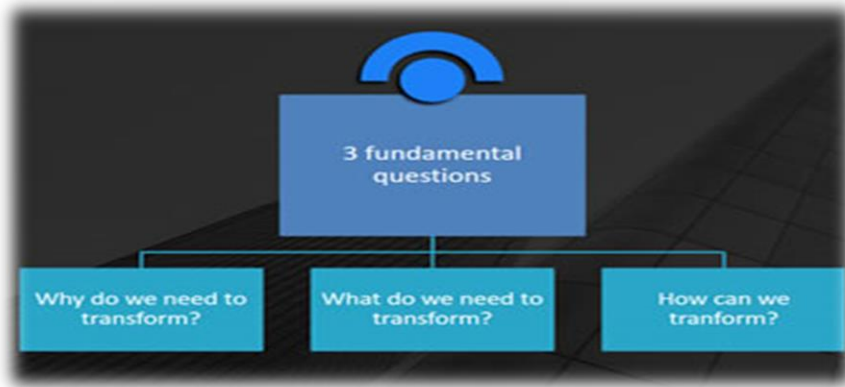 3 fundamental
questions
Why do we need to
transform?
What do we need to
transform?
How can we
tranform?